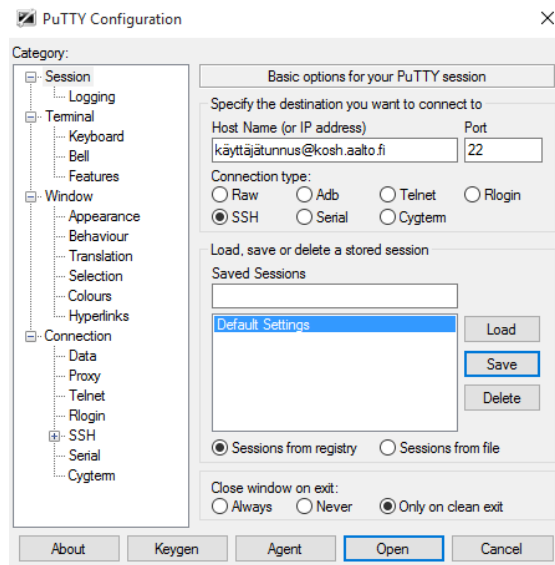 PuTTY Configuration
Category:
Session
Logging
Terminal
Keyboard
Bell
Features
Window
Appearance
Behaviour
Translation
Selection
Colours
Hyperlinks
Connection
Data
Proxy
Telnet
Rlogin
SSH
Serial
Cygterm
Basic options for your PuTTY session
Specify the destination you want to connect to
Host Name (or IP address) Port
käyttäjätunnus@kosh.aalto.fi 22
Connection type:
Raw Adb Telnet Rlogin
SSH Serial Cygterm
Load, save or delete a stored session
Saved Sessions
Default Settings
Load
Save
Delete
Sessions from registry Sessions from file
Close window on exit:
Always Never Only on clean exit
About Keygen Agent Open Cancel